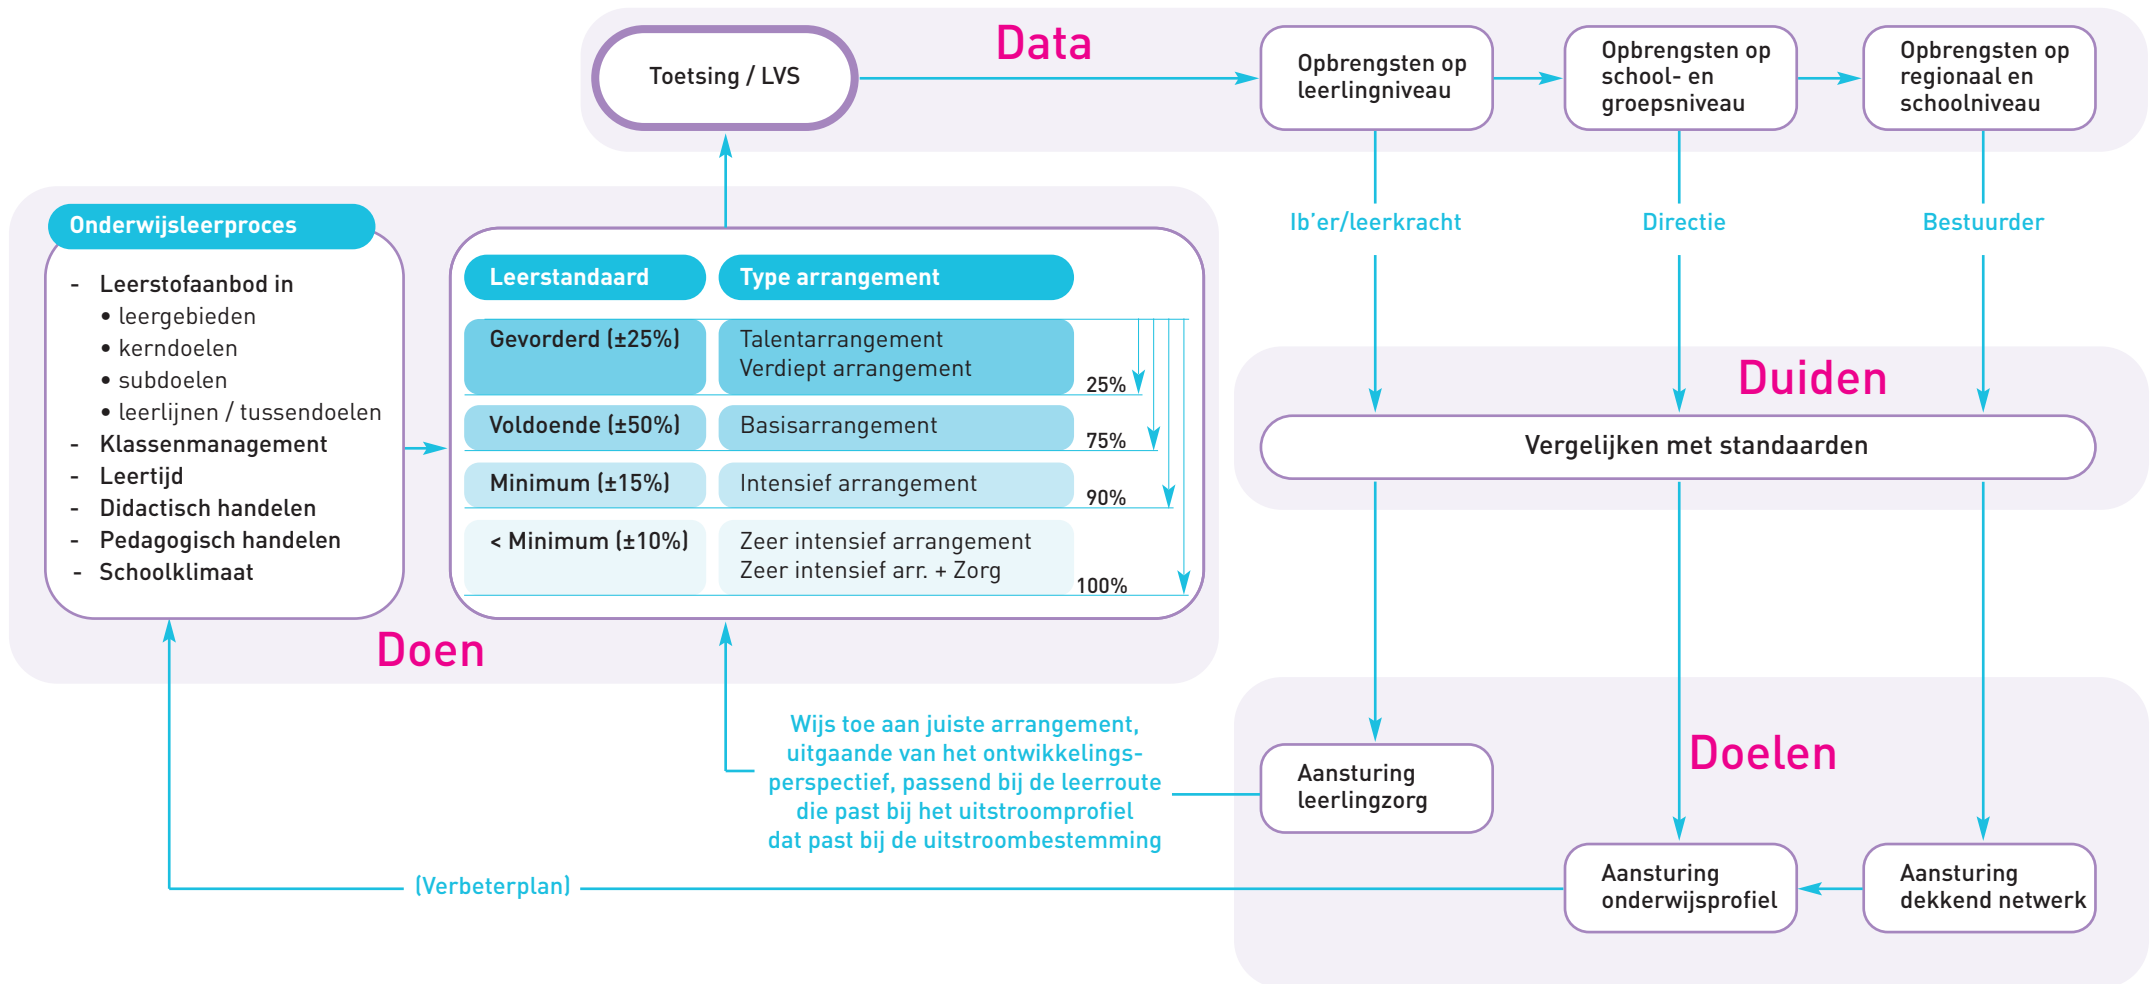 Data
Toetsing / LVS
Opbrengsten op
leerlingniveau
Opbrengsten op
school- en
groepsniveau
Opbrengsten op
regionaal en
schoolniveau
Ib'er/leerkracht
Directie
Bestuurder
Onderwijsleerproces
- Leerstofaanbod in
• leergebieden
• kerndoelen
• subdoelen
• leerlijnen / tussendoelen
- Klassenmanagement
- Leertijd
- Didactisch handelen
- Pedagogisch handelen
- Schoolklimaat
Leerstandaard
Type arrangement
Gevorderd (±25%)
Talentarrangement
Verdiept arrangement
25%
Voldoende (±50%)
Basisarrangement
75%
Minimum (±15%)
Intensief arrangement
90%
< Minimum (±10%)
Zeer intensief arrangement
Zeer intensief arr. + Zorg
100%
Doen
Duiden
Vergelijken met standaarden
Doelen
Wijs toe aan juiste arrangement,
uitgaande van het ontwikkelings-
perspectief, passend bij de leerroute
die past bij het uitstroomprofiel
dat past bij de uitstroombestemming
Aansturing
leerlingzorg
(Verbeterplan)
Aansturing
onderwijsprofiel
Aansturing
dekkend netwerk